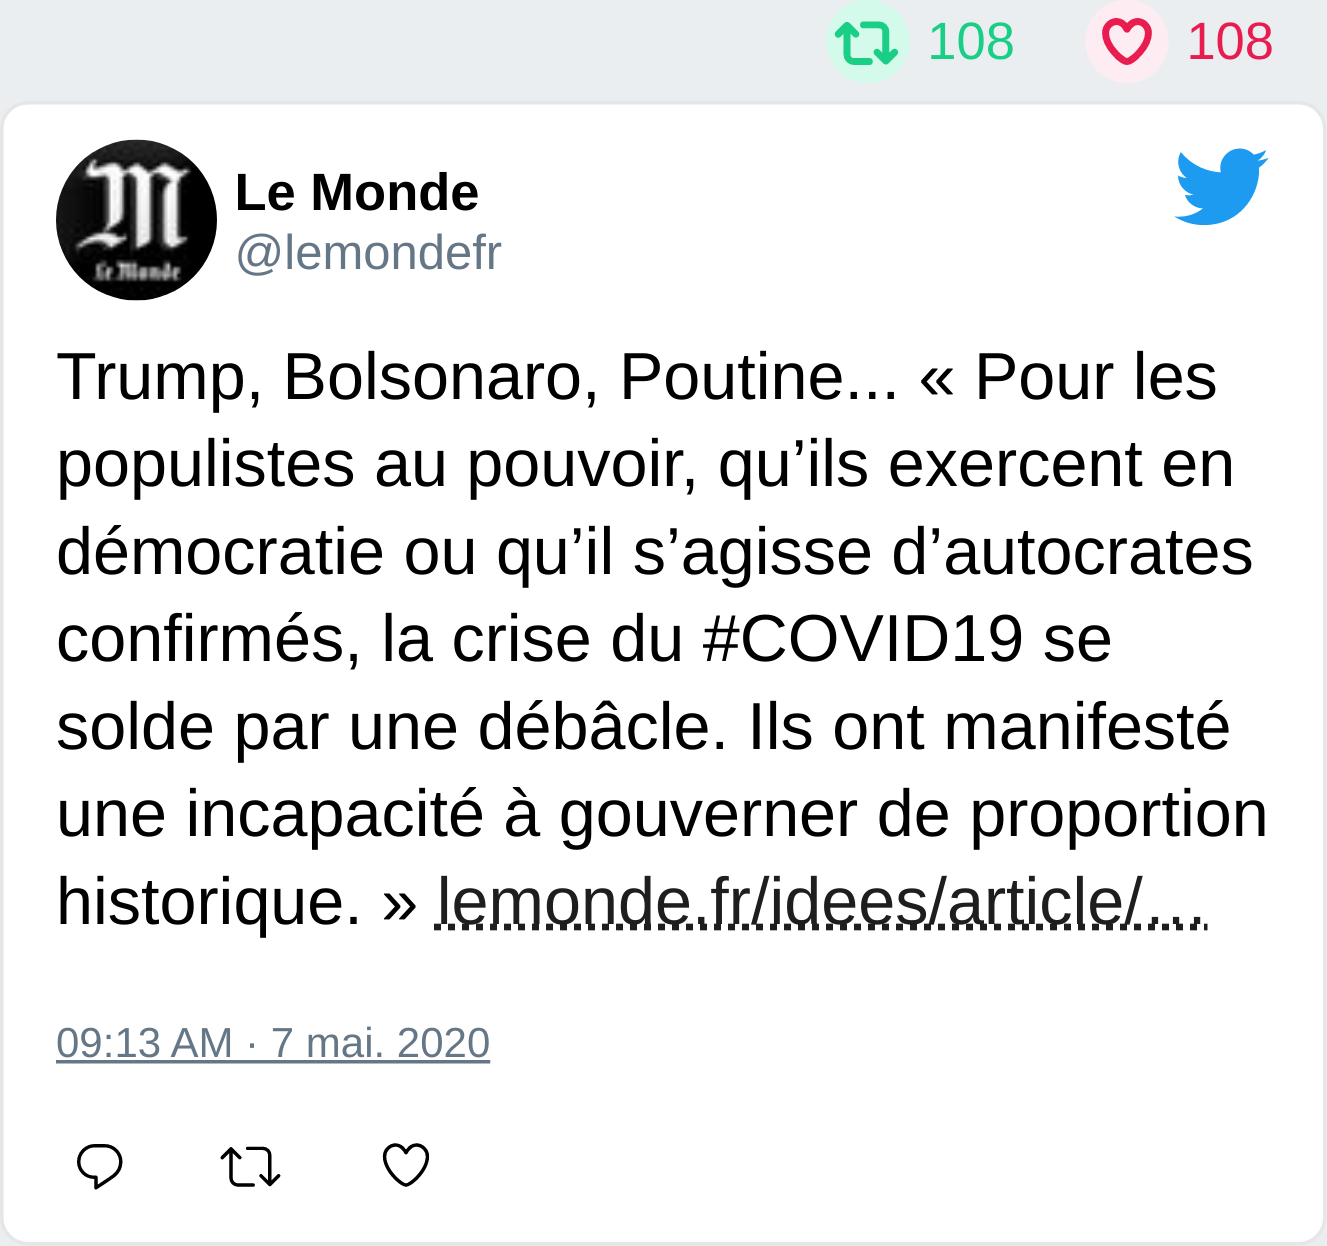 108 108
Le Monde
Le Monde
@lemondefr
Trump, Bolsonaro, Poutine... « Pour les
populistes au pouvoir, qu’ils exercent en
démocratie ou qu’il s’agisse d’autocrates
confirmés, la crise du #COVID19 se
solde par une débâcle. Ils ont manifesté
une incapacité à gouverner de proportion
historique. » lemonde.fr/idees/article/…
09:13 AM · 7 mai. 2020